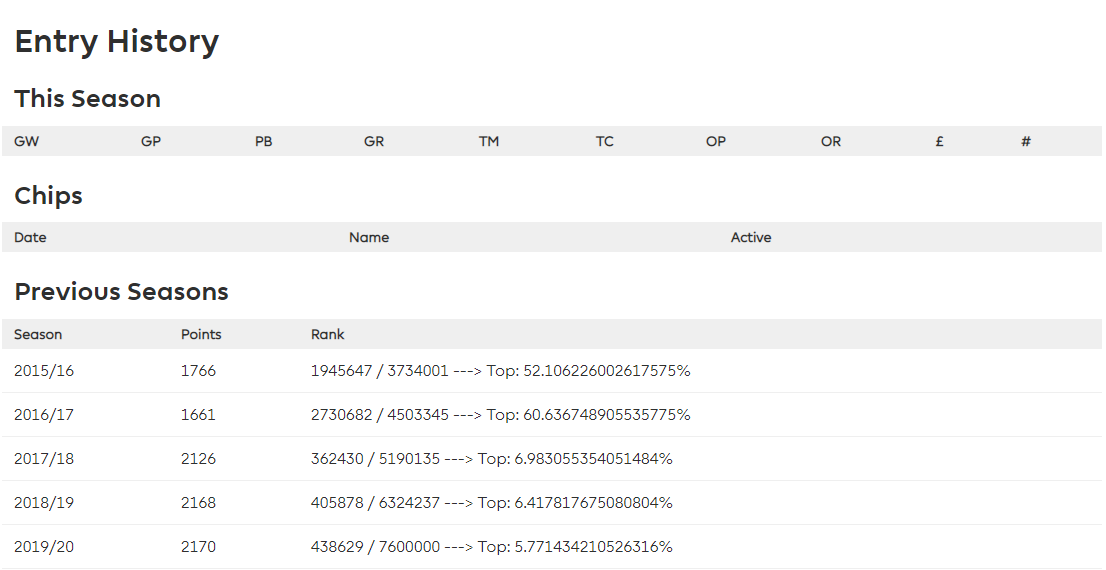 Entry History
This Season
GW GP PB GR TM TC OP OR £ #
Chips
Date Name Active
Previous Seasons
Season Points Rank
2015/16 1766 1945647 / 3734001 ---> Top: 52.106226002617575%
2016/17 1661 2730682 / 4503345 ---> Top: 60.636748905535775%
2017/18 2126 362430 / 5190135 ---> Top: 6.983055354051484%
2018/19 2168 405878 / 6324237 ---> Top: 6.417817675080804%
2019/20 2170 438629 / 7600000 ---> Top: 5.771434210526316%